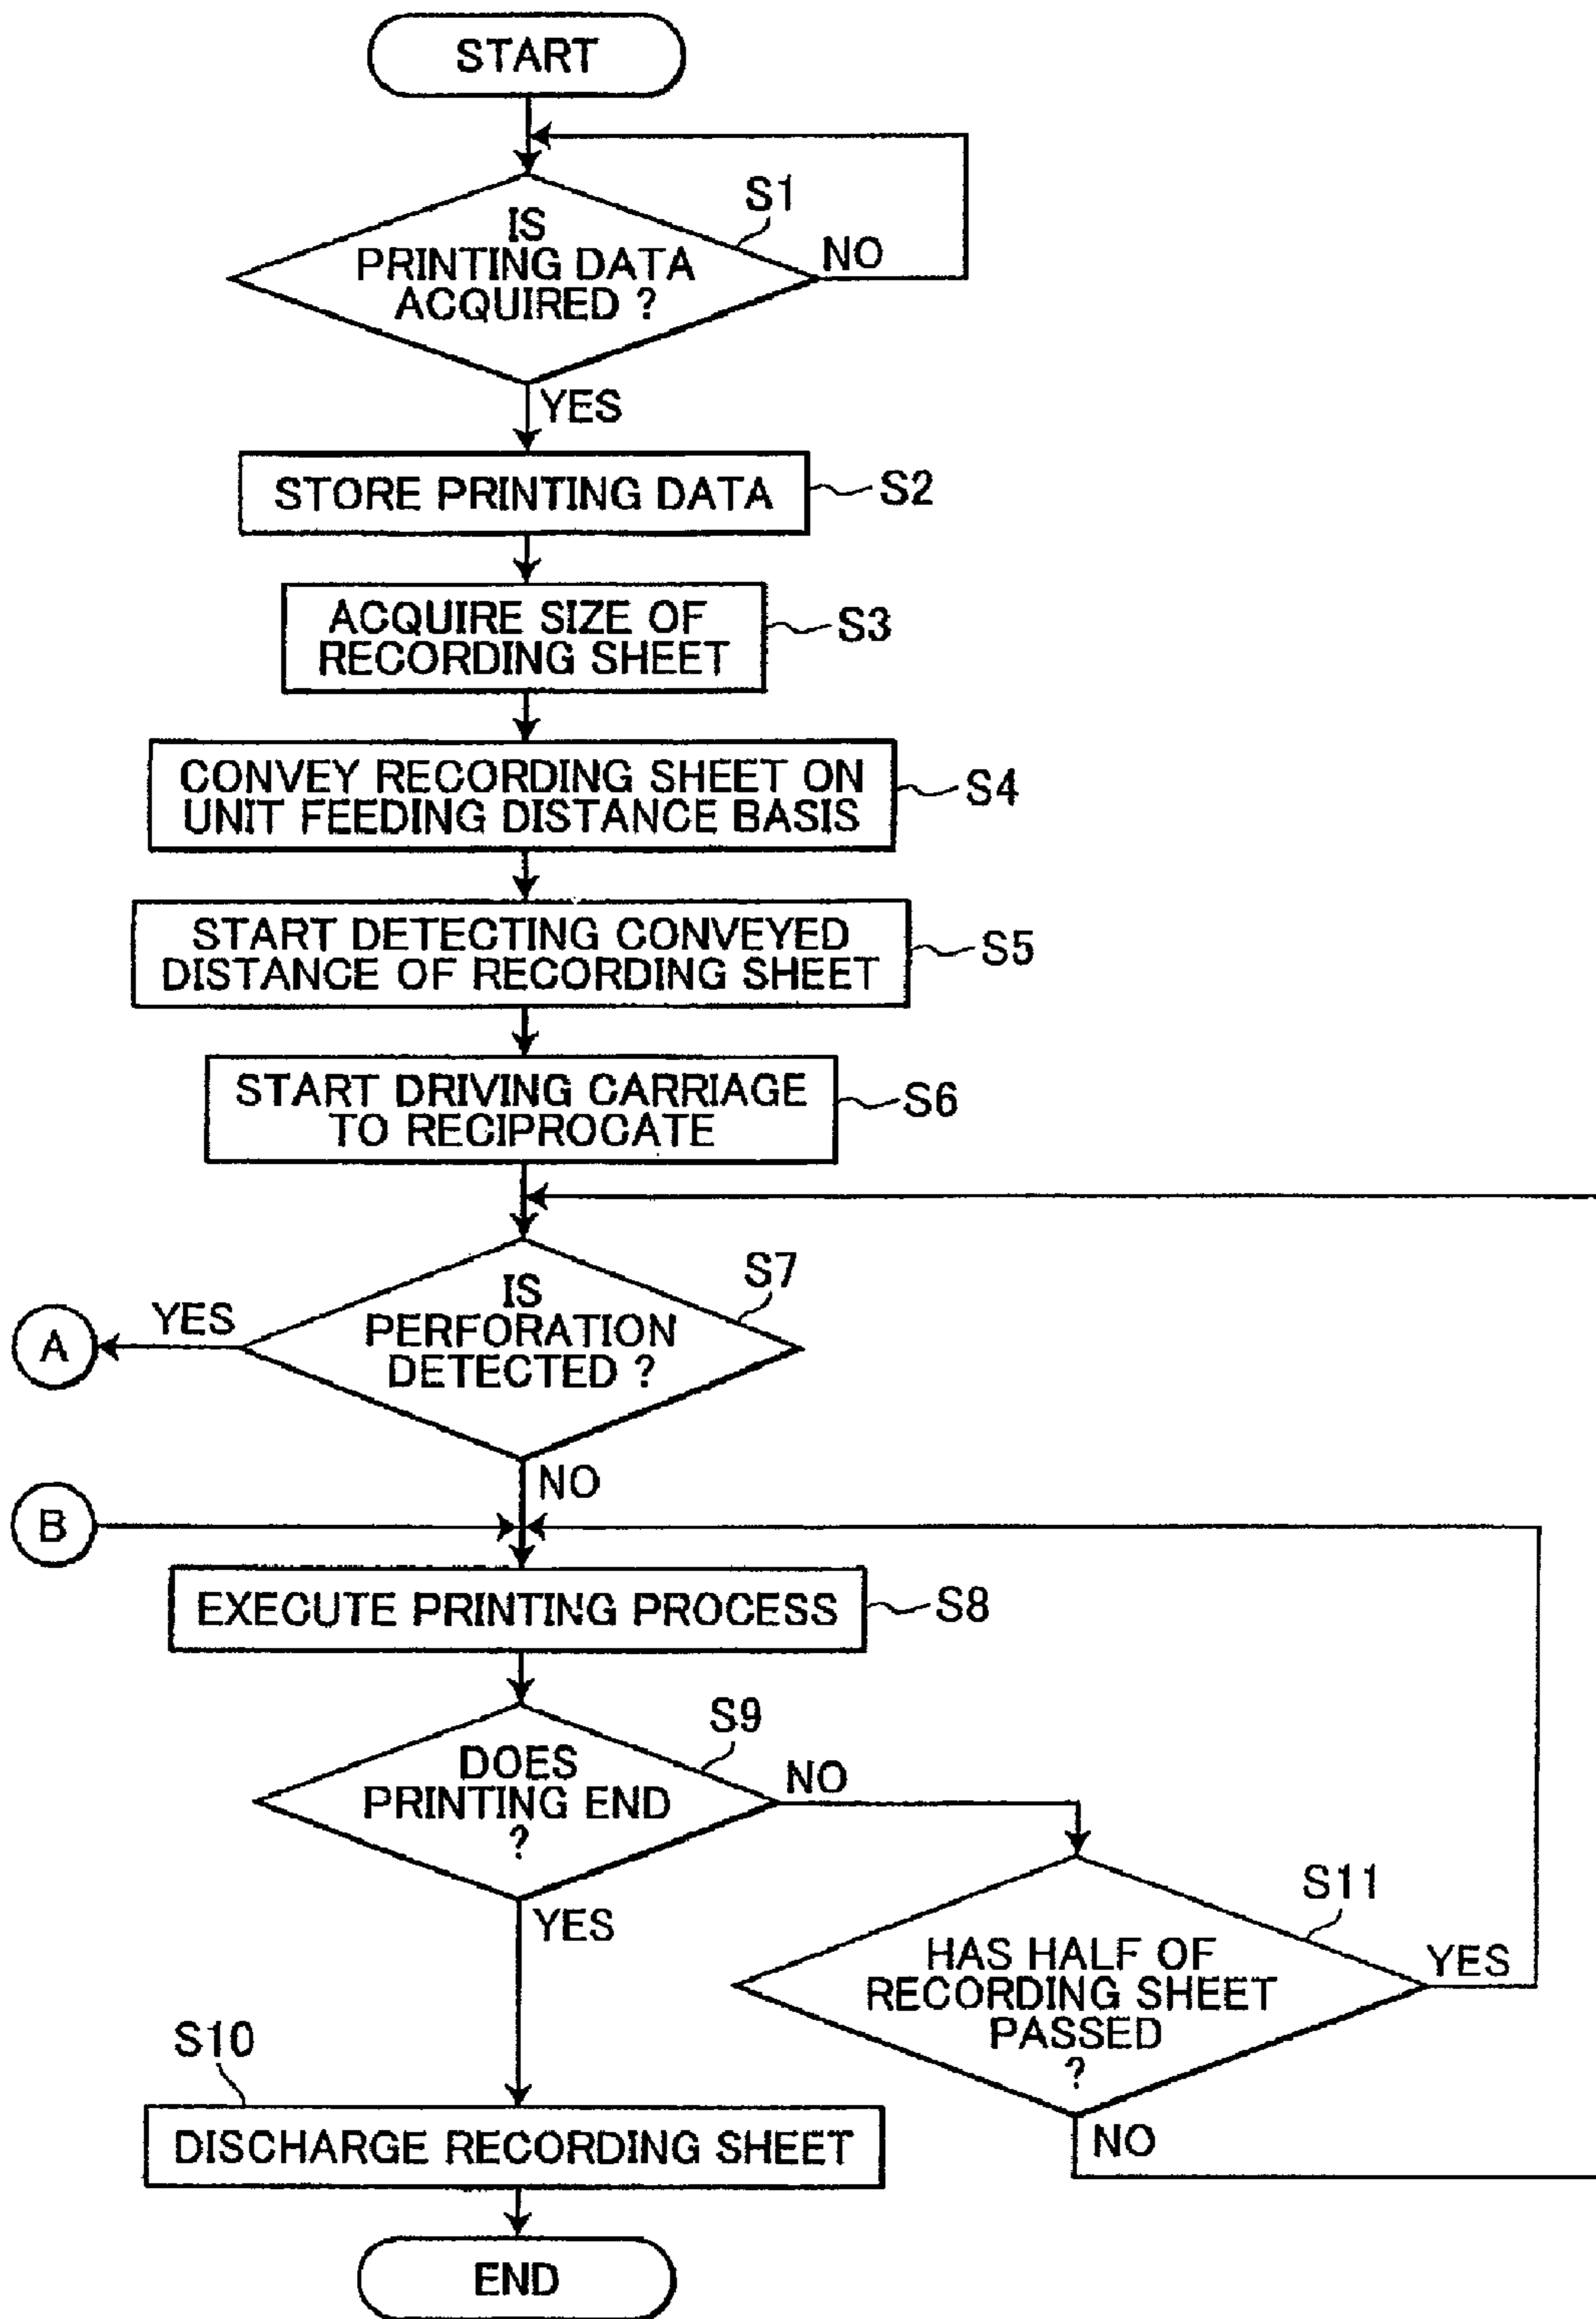 START
S1
IS
PRINTING DATA
ACQUIRED ?
NO
YES
STORE PRINTING DATA
S2
ACQUIRE SIZE OF
RECORDING SHEET
S3
CONVEY RECORDING SHEET ON
UNIT FEEDING DISTANCE BASIS
S4
START DETECTING CONVEYED
DISTANCE OF RECORDING SHEET
S5
START DRIVING CARRIAGE
TO RECIPROCATE
S6
S7
IS
PERFORATION
DETECTED ?
YES
A
NO
B
EXECUTE PRINTING PROCESS
S8
S9
DOES
PRINTING END
?
NO
YES
S11
HAS HALF OF
RECORDING SHEET
PASSED
?
YES
NO
S10
DISCHARGE RECORDING SHEET
END